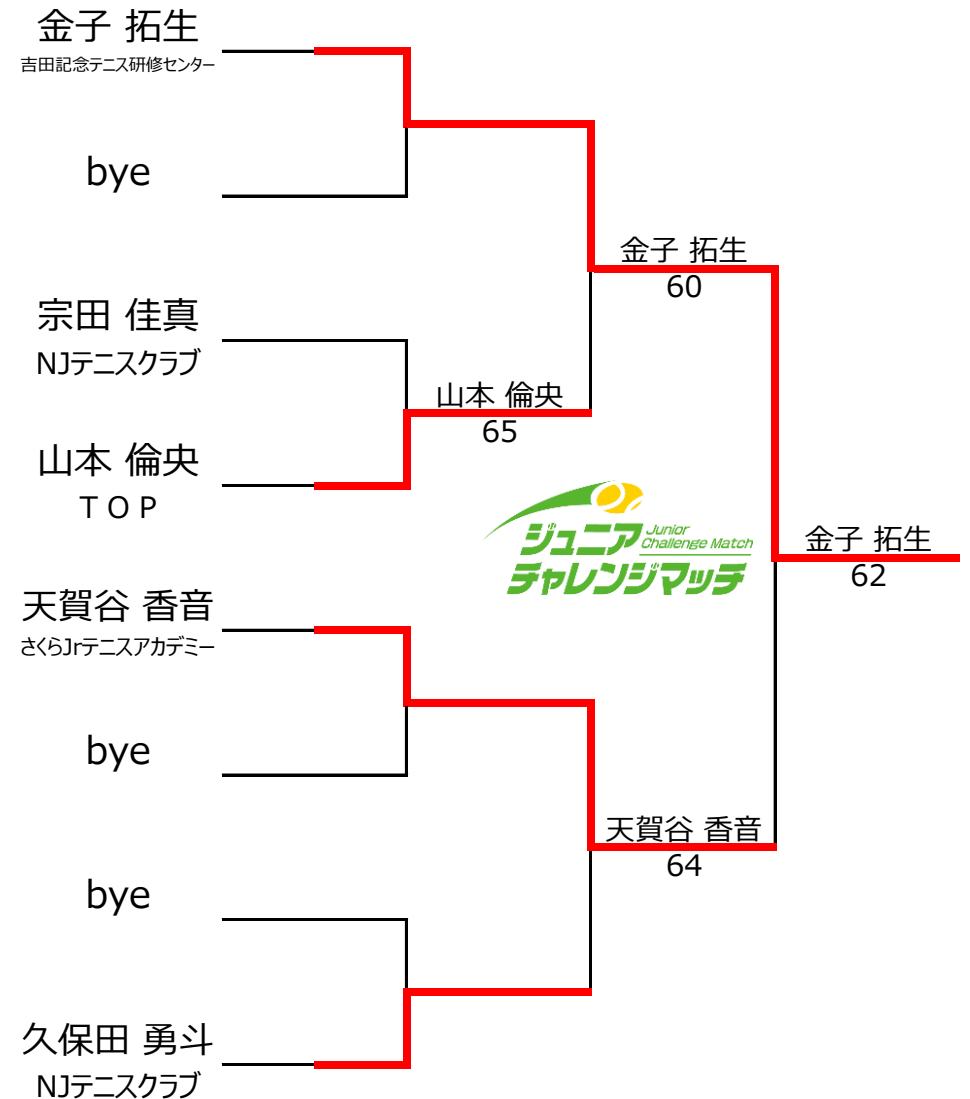 金子 拓生
吉田記念テニス研修センター
bye
金子 拓生
60
宗田 佳真
NJテニスクラブ
山本 倫央
65
山本 倫央
TOP
ジュニア
Junior
Challenge Match
チャレンジマッチ
金子 拓生
62
天賀谷 香音
さくらJrテニスアカデミー
bye
天賀谷 香音
64
bye
久保田 勇斗
NJテニスクラブ